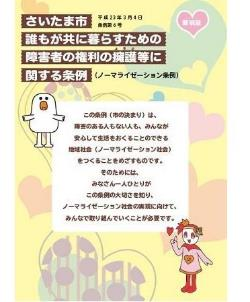 さいたま市
平成23年3月4日
条例第6号
誰もが共に暮らすための
障害者の権利の擁護等に
関する条例(ノーマライゼーション条例)
この条例(市の決まり)は、
障害のある人もない人も、みんなが
安心して生活をおくることのできる
地域社会(ノーマライゼーション社会)
をつくることをめざすものです。
そのためには、
みなさん一人ひとりが
この条例の大切さを知り、
ノーマライゼーション社会の実現に向けて、
みんなで取り組んでいくことが必要です。